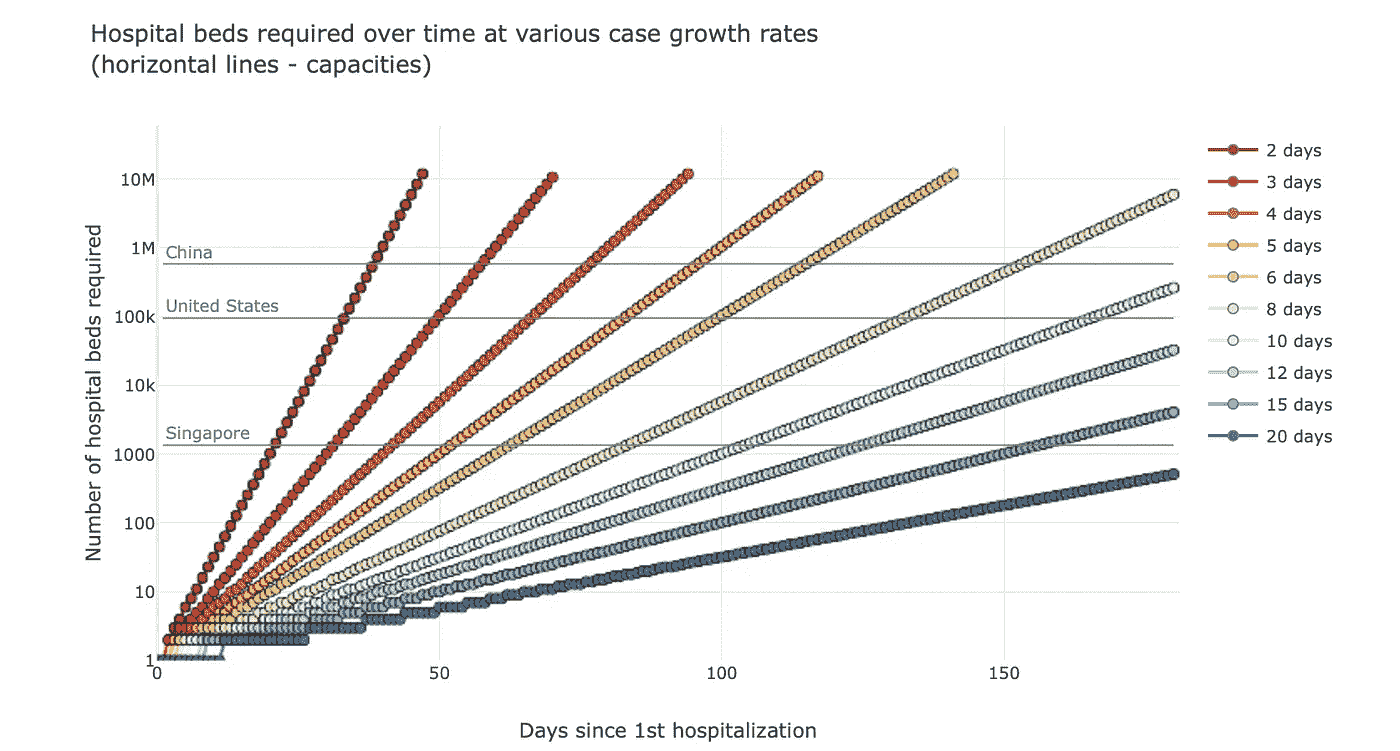 Hospital beds required over time at various case growth rates
(horizontal lines - capacities)
Number of hospital beds required
10M
1M
100k
10k
1000
100
10
1
China
United States
Singapore
0
50
100
150
Days since 1st hospitalization
2 days
3 days
4 days
5 days
6 days
8 days
10 days
12 days
15 days
20 days